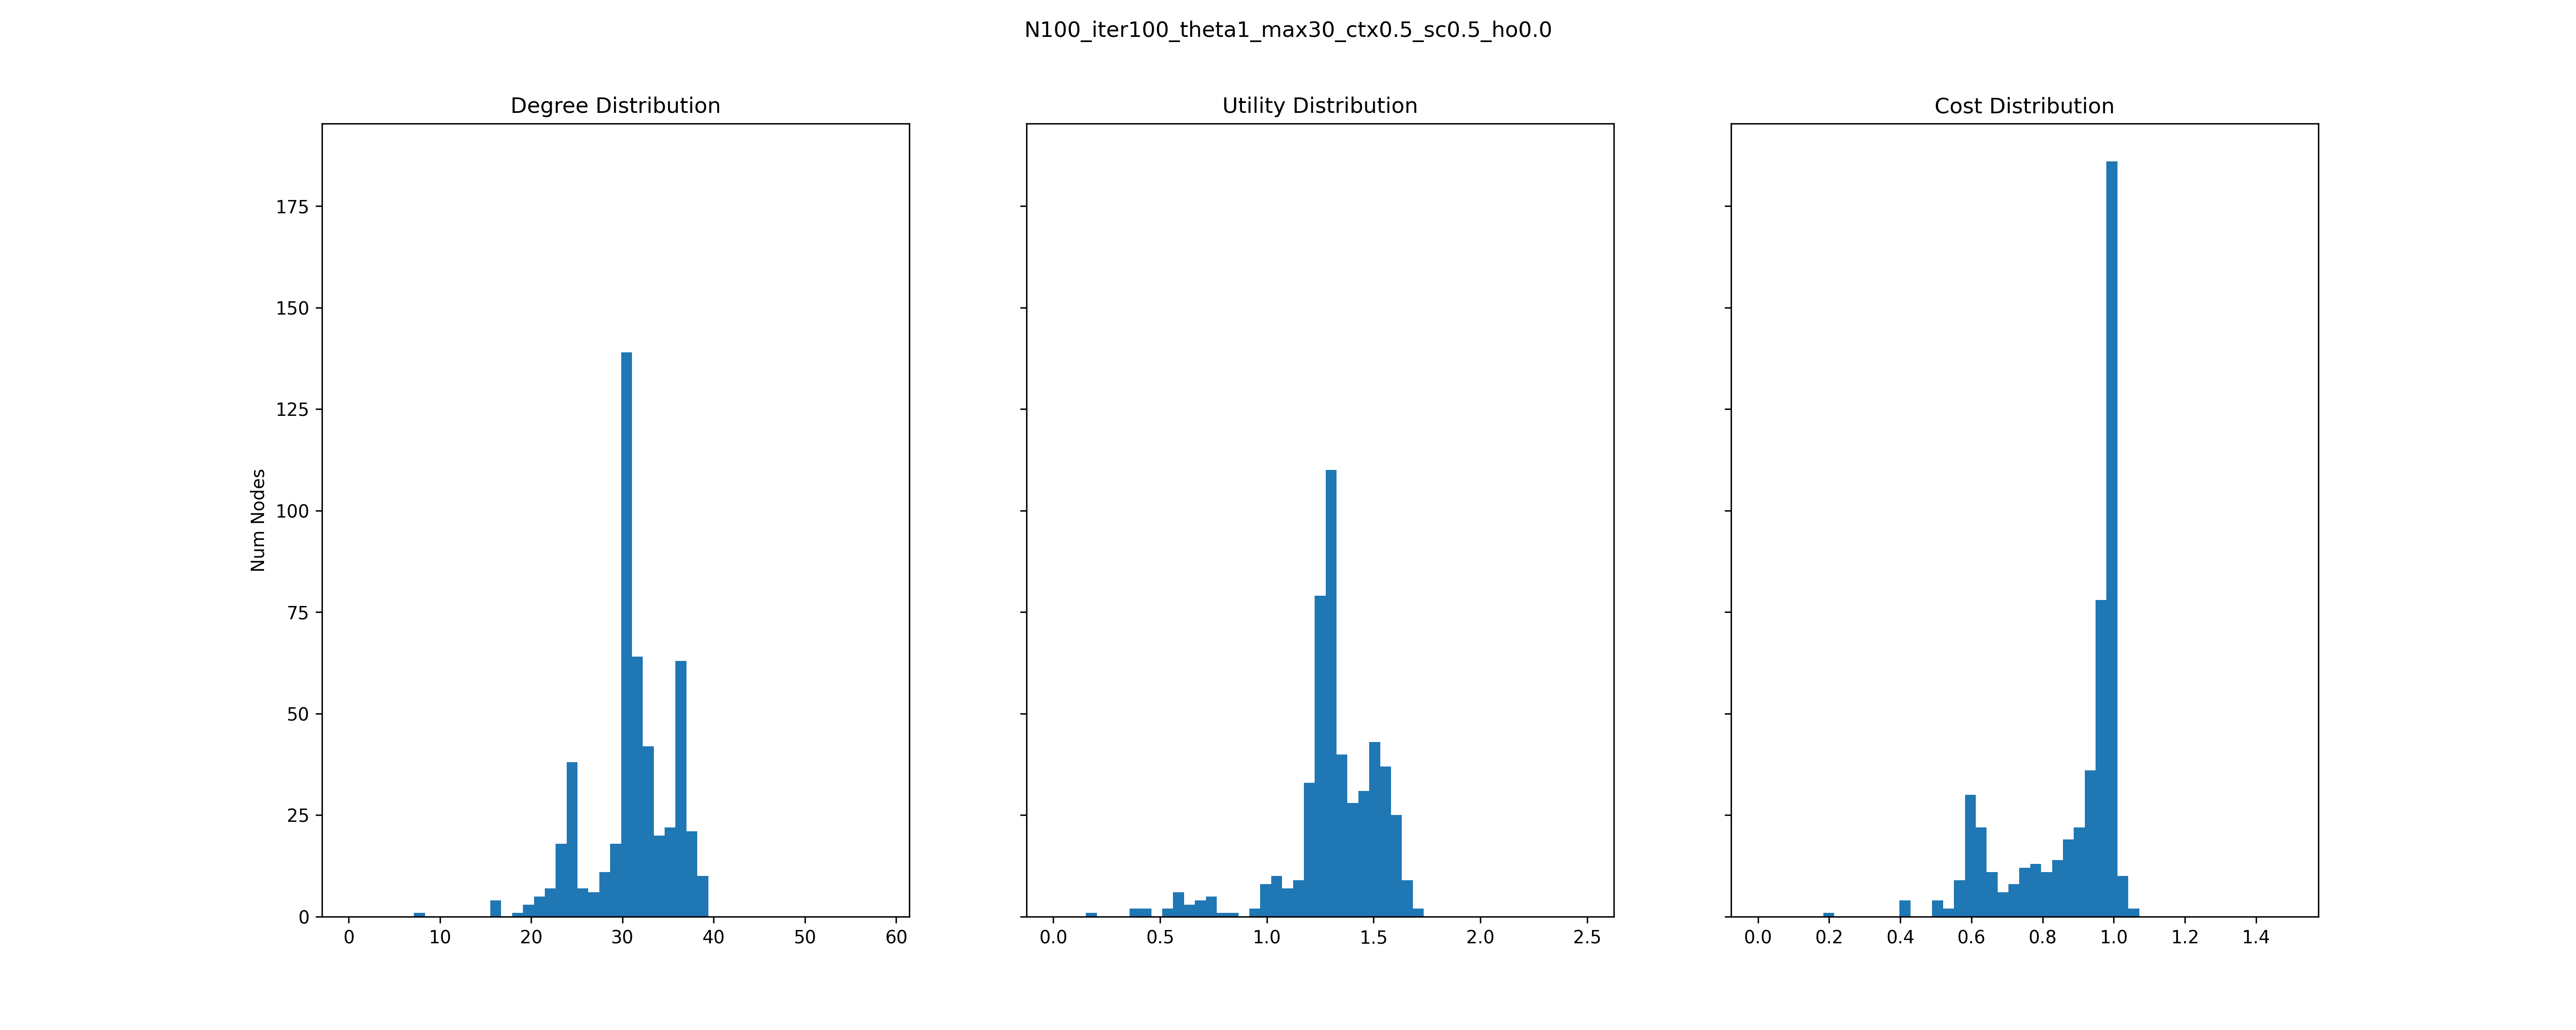 N100_iter100_theta1_max30_ctx0.5_sc0.5_ho0.0
Degree Distribution
Utility Distribution
Cost Distribution
Num Nodes
175
150
125
100
75
50
25
0
0 10 20 30 40 50 60
0.0 0.5 1.0 1.5 2.0 2.5
0.0 0.2 0.4 0.6 0.8 1.0 1.2 1.4